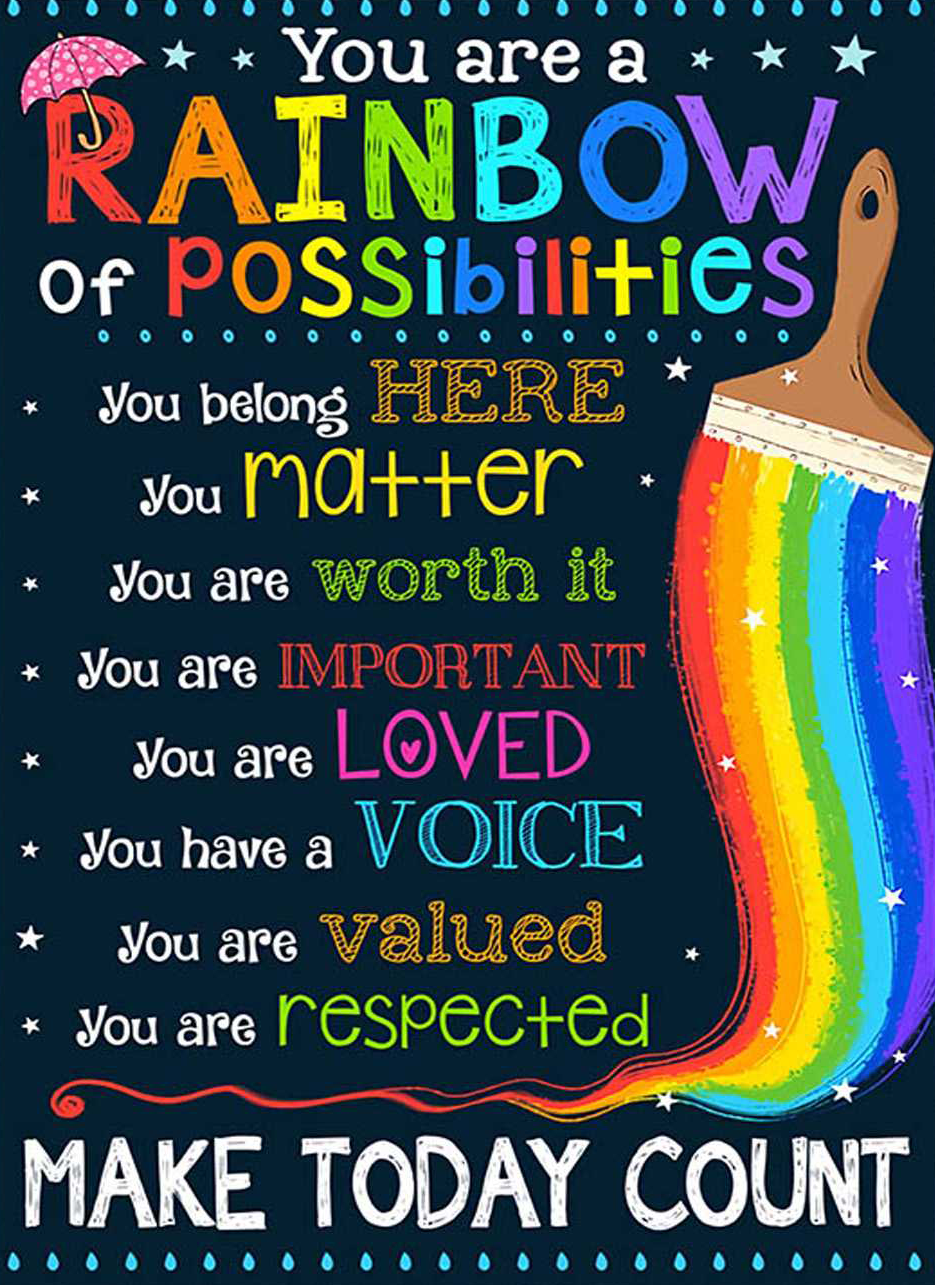 You are a
RAINBOW
of possibilities
You belong HERE
You matter
You are worth it
You are IMPORTANT
You are LOVED
You have a VOICE
You are valued
You are respected
MAKE TODAY COUNT